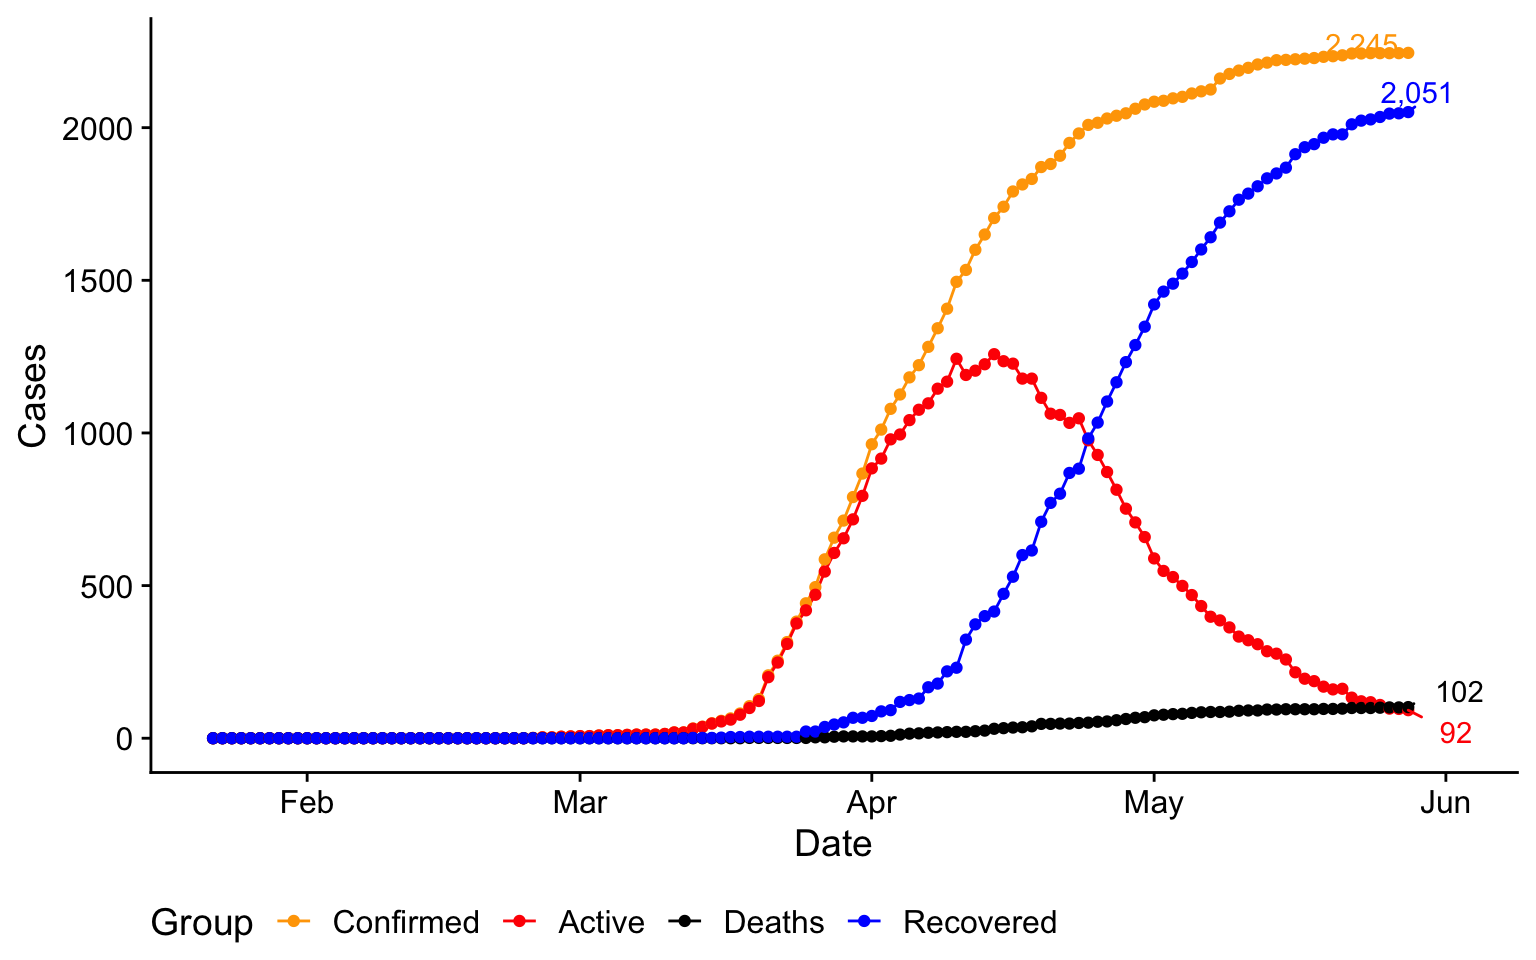 2,245
2,051
2000
1500
Cases
1000
500
102
0
92
Feb Mar Apr May Jun
Date
Group Confirmed Active Deaths Recovered